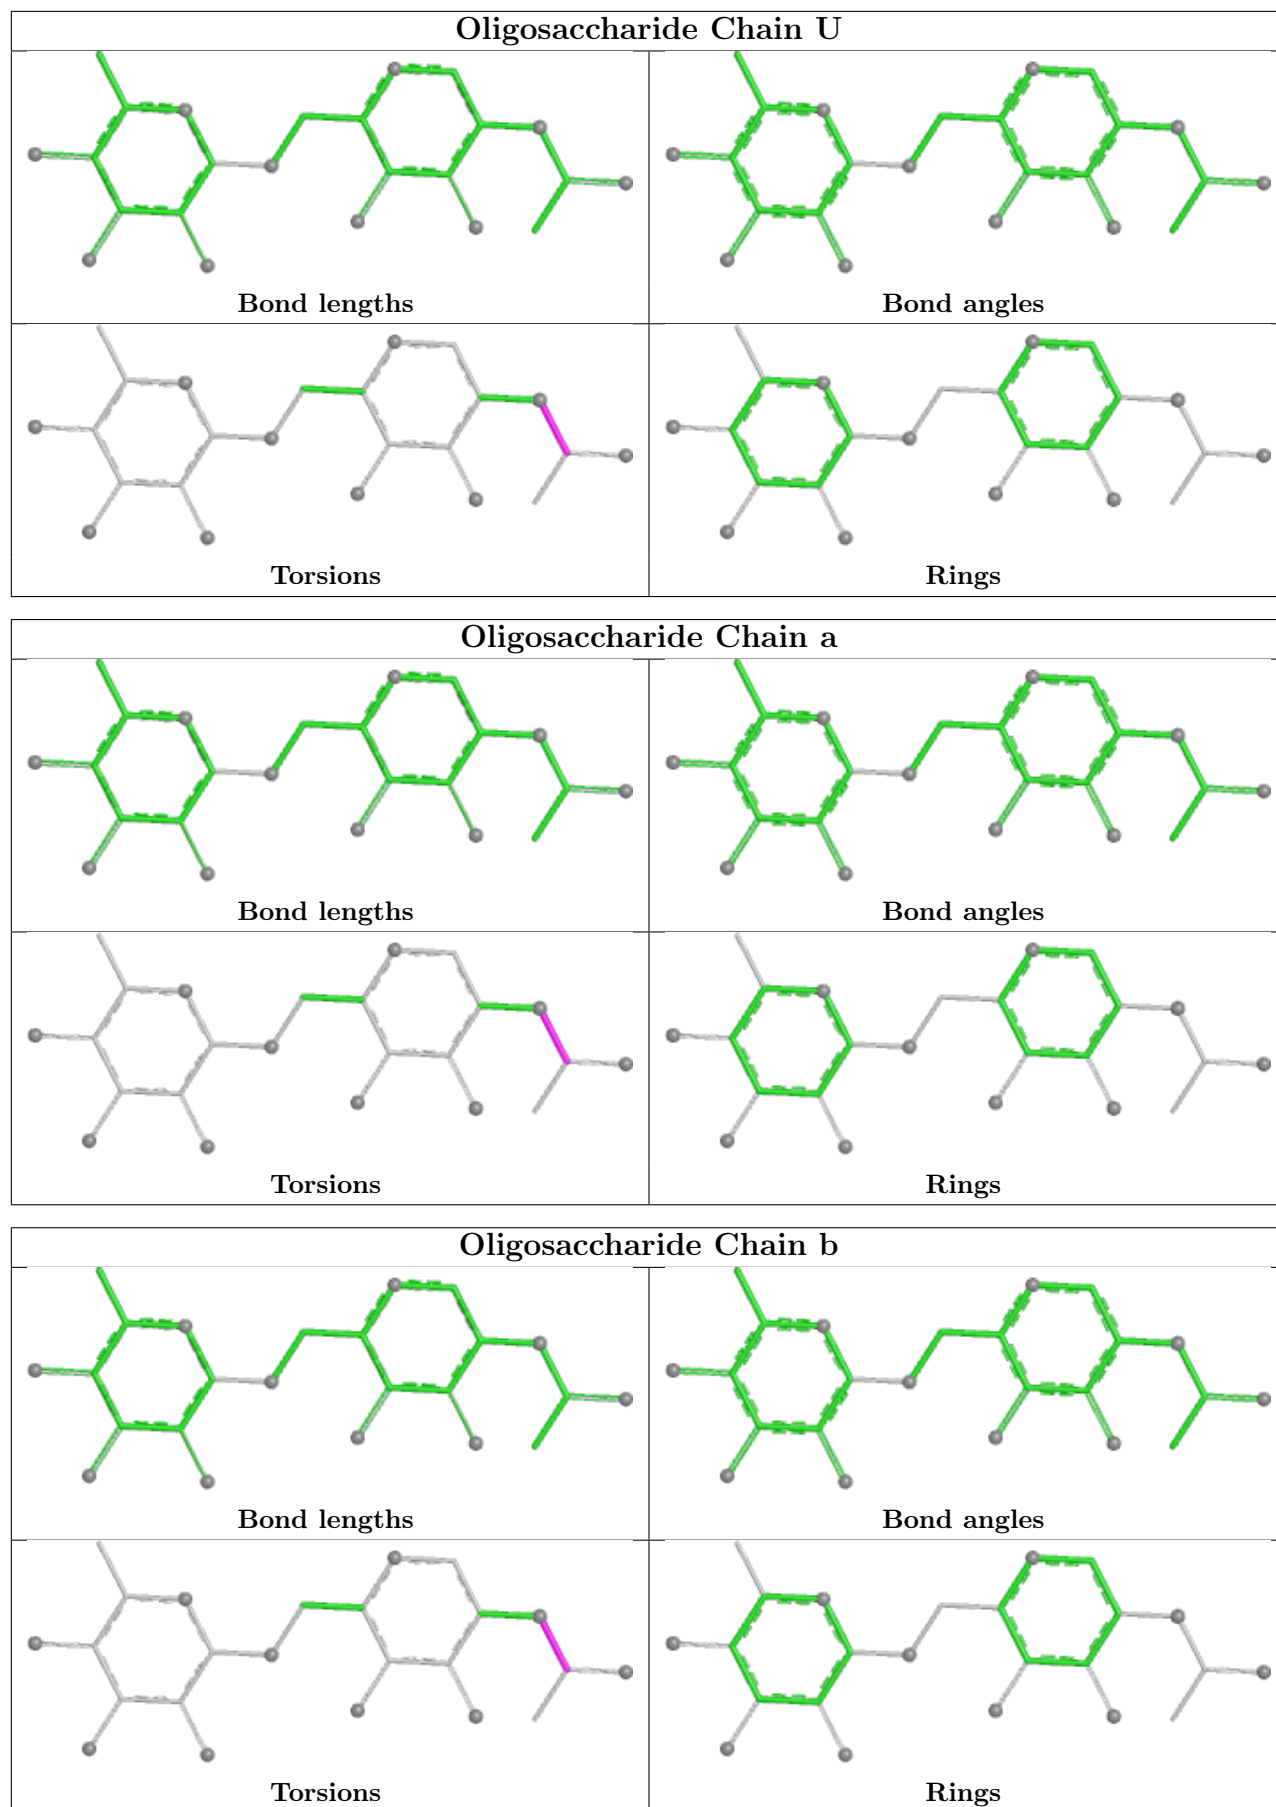 Oligosaccharide Chain U
Bond lengths
Bond angles
Torsions
Rings
Oligosaccharide Chain a
Bond lengths
Bond angles
Torsions
Rings
Oligosaccharide Chain b
Bond lengths
Bond angles
Torsions
Rings